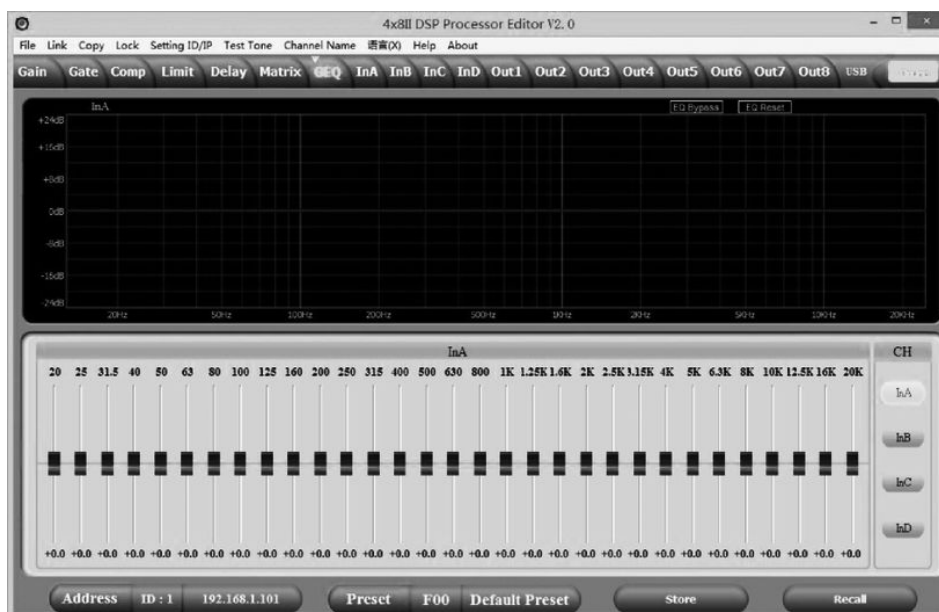 4x8II DSP Processor Editor V2.0
File Link Copy Lock Setting ID/IP Test Tone Channel Name 语言(X) Help About
Gain Gate Comp Limit Delay Matrix GEQ InA InB InC InD Out1 Out2 Out3 Out4 Out5 Out6 Out7 Out8 USB
InA EQ Bypass EQ Reset
+24dB
+15dB
+8dB
0dB
-8dB
-15dB
-24dB
20Hz 50Hz 100Hz 200Hz 500Hz 1KHz 2KHz 5KHz 10KHz 20KHz
InA CH
20 25 31.5 40 50 63 80 100 125 160 200 250 315 400 500 630 800 1K 1.25K 1.6K 2K 2.5K 3.15K 4K 5K 6.3K 8K 10K 12.5K 16K 20K
InA
InB
InC
InD
+0.0 +0.0 +0.0 +0.0 +0.0 +0.0 +0.0 +0.0 +0.0 +0.0 +0.0 +0.0 +0.0 +0.0 +0.0 +0.0 +0.0 +0.0 +0.0 +0.0 +0.0 +0.0 +0.0 +0.0 +0.0 +0.0 +0.0 +0.0 +0.0 +0.0 +0.0
Address ID : 1 192.168.1.101 Preset F00 Default Preset Store Recall